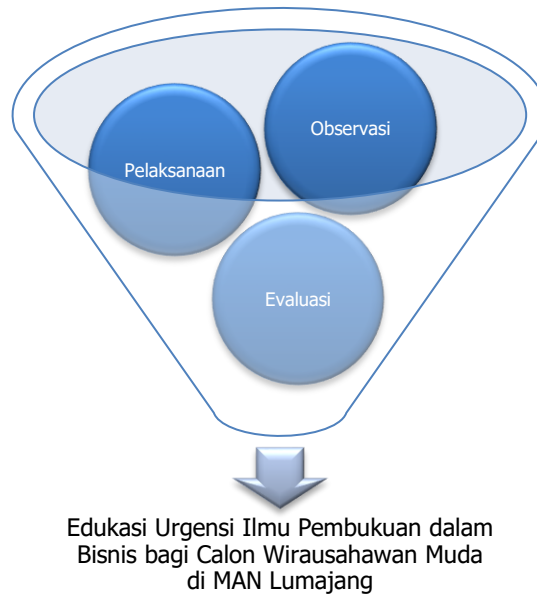 Observasi
Pelaksanaan
Evaluasi
Edukasi Urgensi Ilmu Pembukuan dalam
Bisnis bagi Calon Wirausahawan Muda
di MAN Lumajang